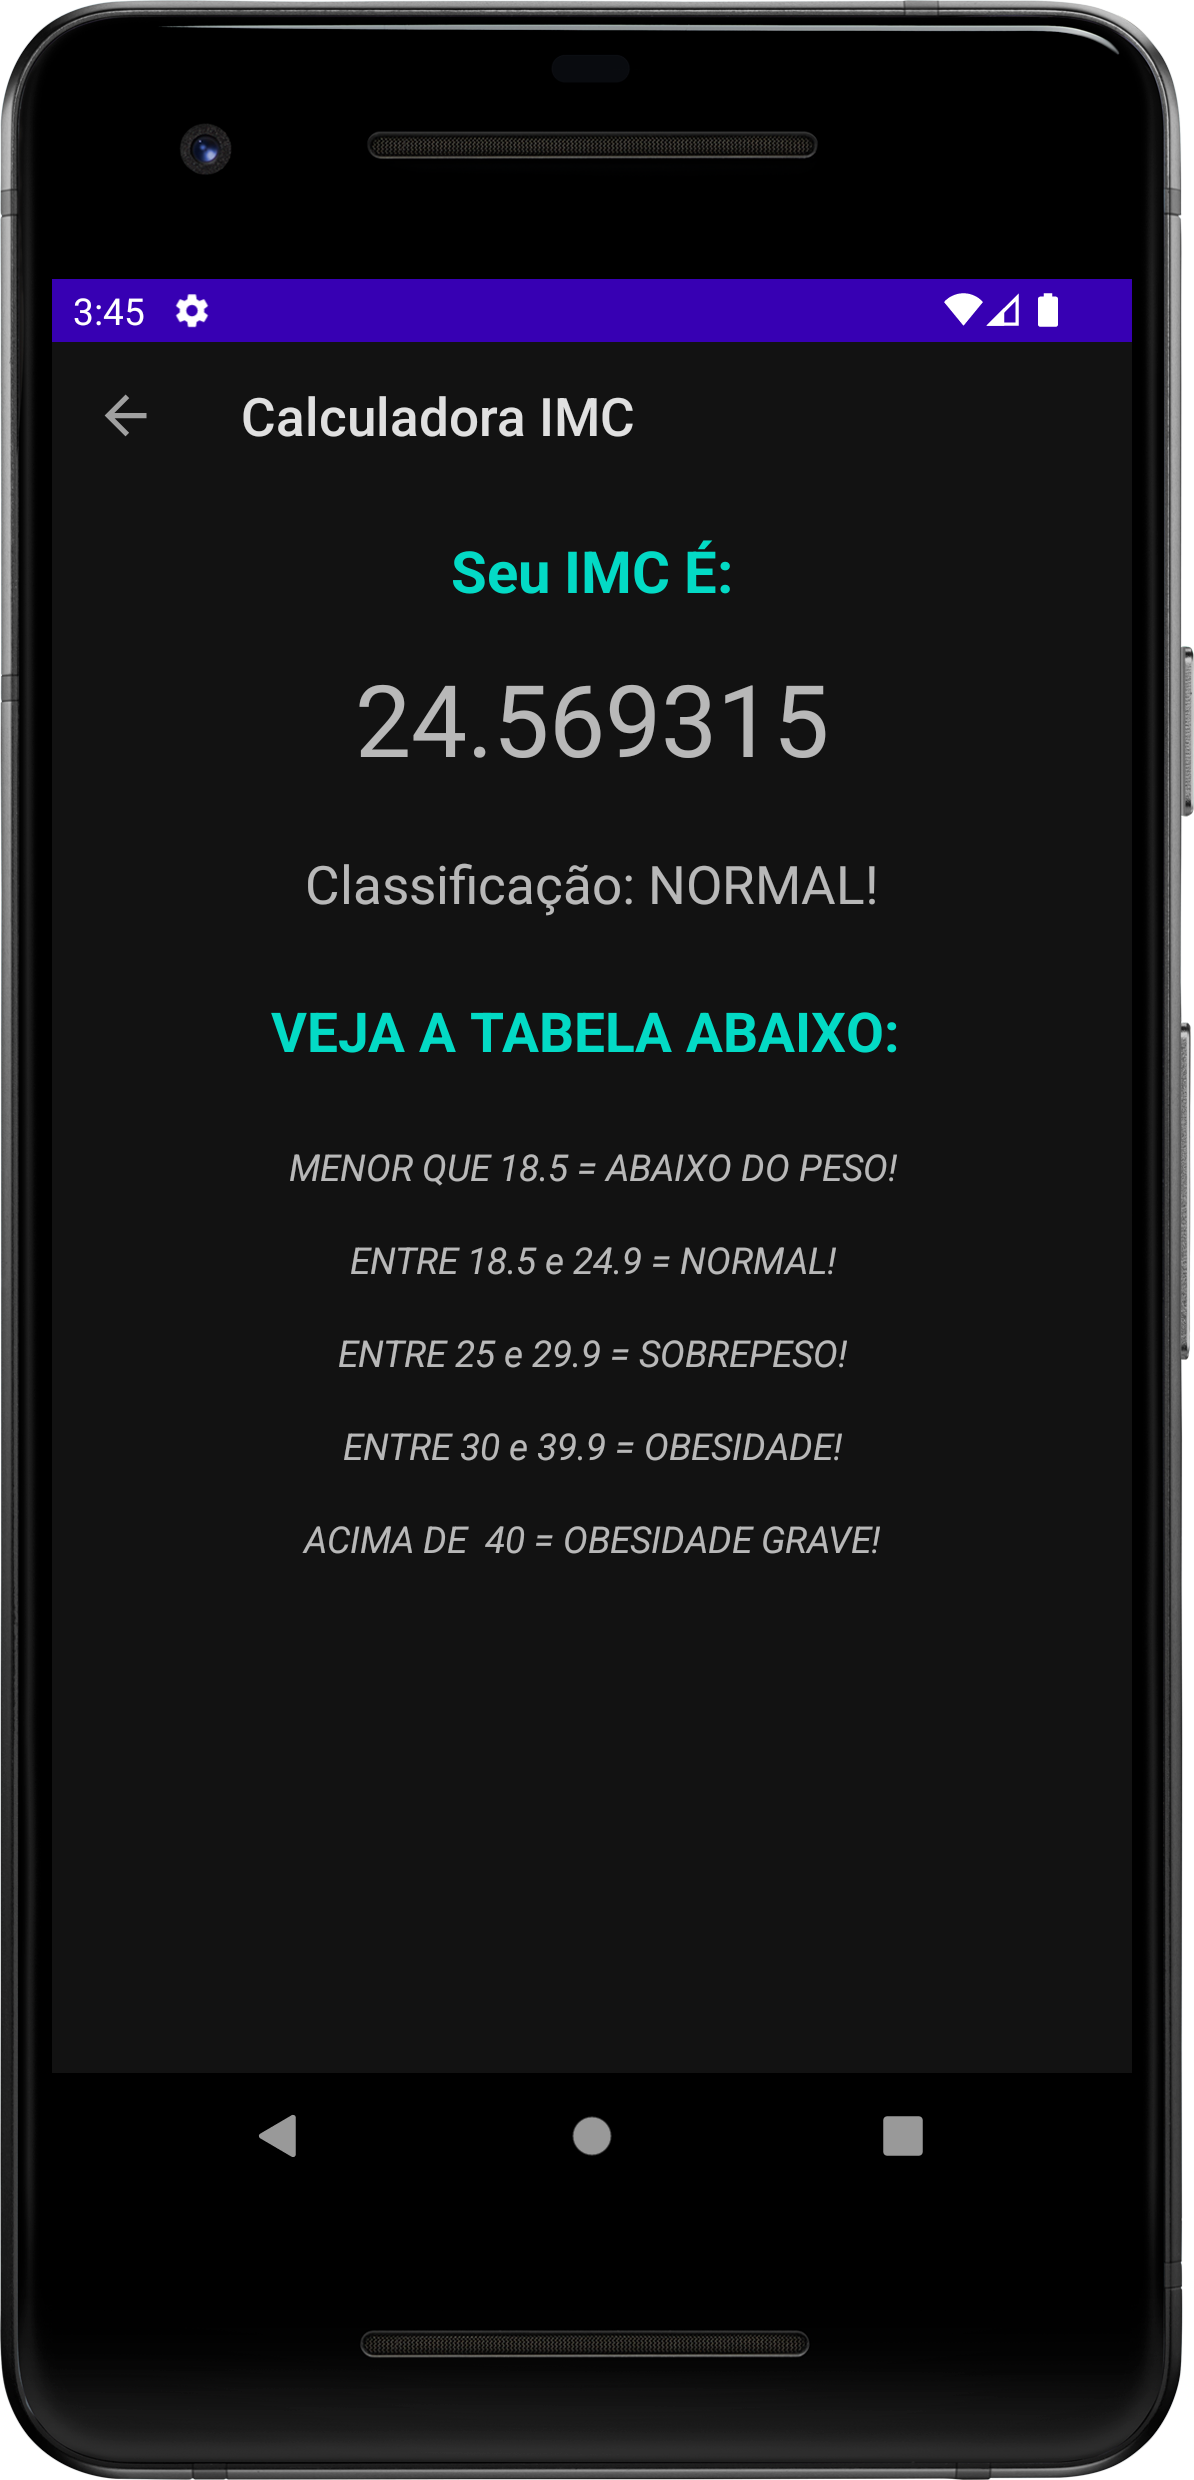 3:45
Calculadora IMC
Seu IMC É:
24.569315
Classificação: NORMAL!
VEJA A TABELA ABAIXO:
MENOR QUE 18.5 = ABAIXO DO PESO!
ENTRE 18.5 e 24.9 = NORMAL!
ENTRE 25 e 29.9 = SOBREPESO!
ENTRE 30 e 39.9 = OBESIDADE!
ACIMA DE  40 = OBESIDADE GRAVE!